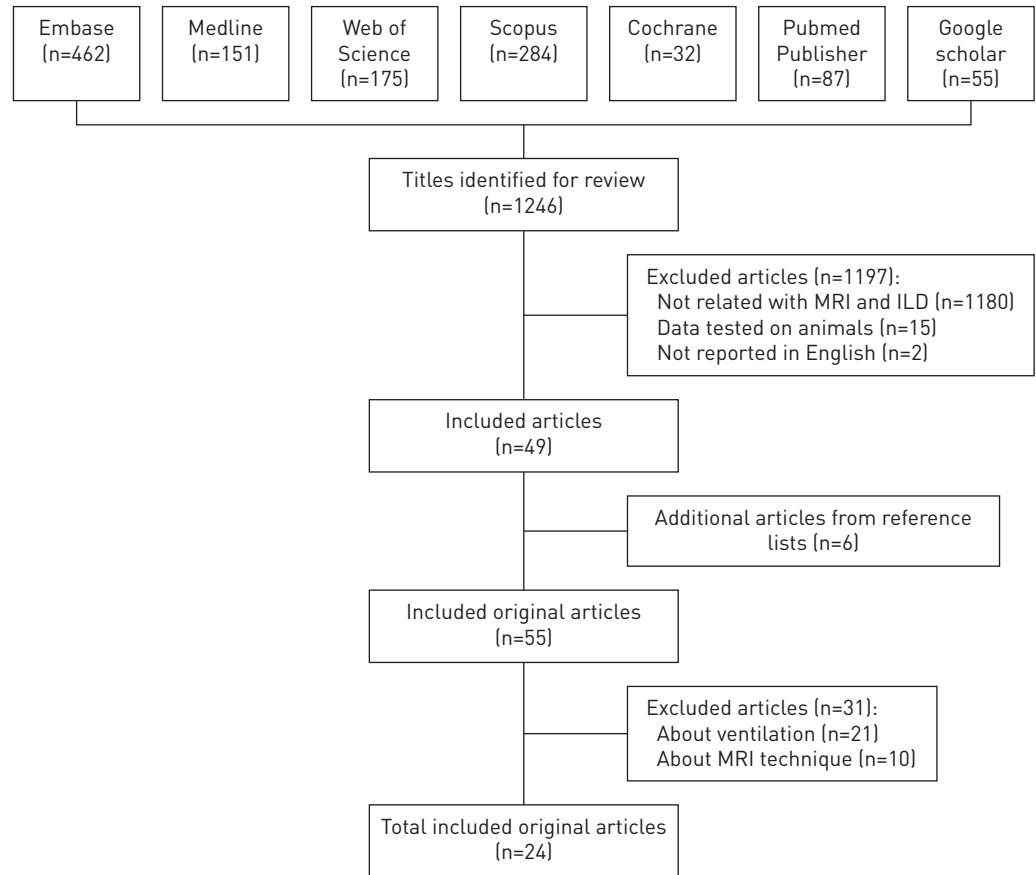 Embase
(n=462)
Medline
(n=151)
Web of
Science
(n=175)
Scopus
(n=284)
Cochrane
(n=32)
Pubmed
Publisher
(n=87)
Google
scholar
(n=55)
Titles identified for review
(n=1246)
Excluded articles (n=1197):
Not related with MRI and ILD (n=1180)
Data tested on animals (n=15)
Not reported in English (n=2)
Included articles
(n=49)
Additional articles from reference
lists (n=6)
Included original articles
(n=55)
Excluded articles (n=31):
About ventilation (n=21)
About MRI technique (n=10)
Total included original articles
(n=24)